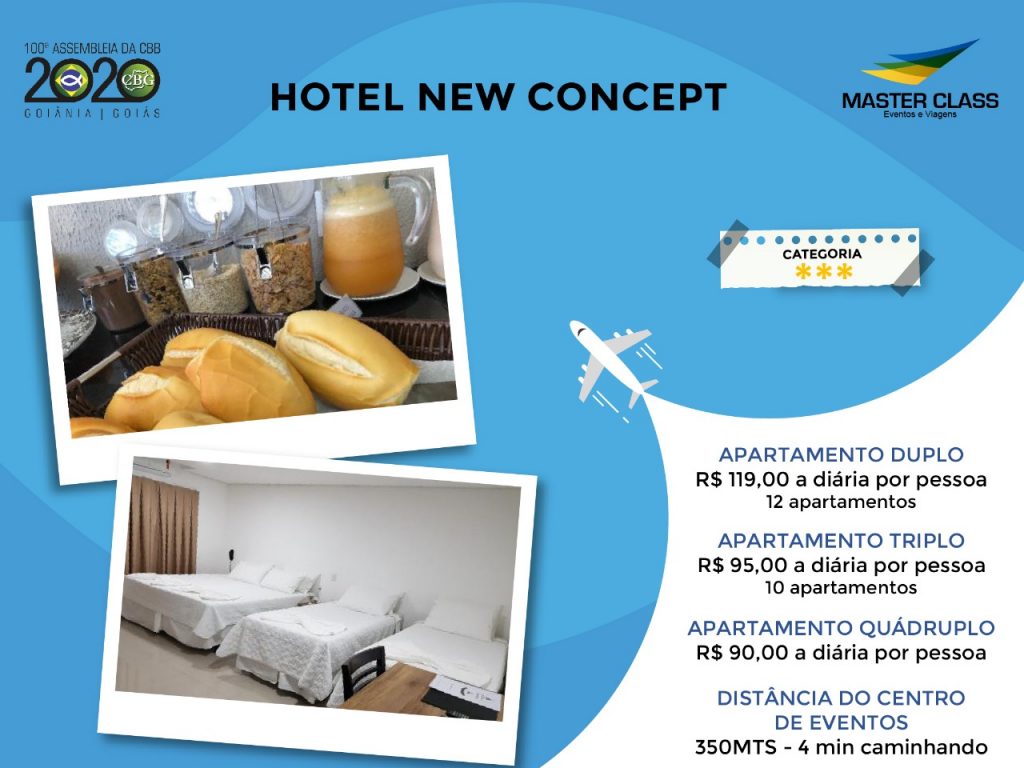 100ª ASSEMBLEIA DA CBB
2020
CBG
GOIÂNIA | GOIÁS
HOTEL NEW CONCEPT
MASTER CLASS
Eventos e Viagens
CATEGORIA
***
APARTAMENTO DUPLO
R$ 119,00 a diária por pessoa
12 apartamentos
APARTAMENTO TRIPLO
R$ 95,00 a diária por pessoa
10 apartamentos
APARTAMENTO QUÁDRUPLO
R$ 90,00 a diária por pessoa
DISTÂNCIA DO CENTRO
DE EVENTOS
350MTS - 4 min caminhando